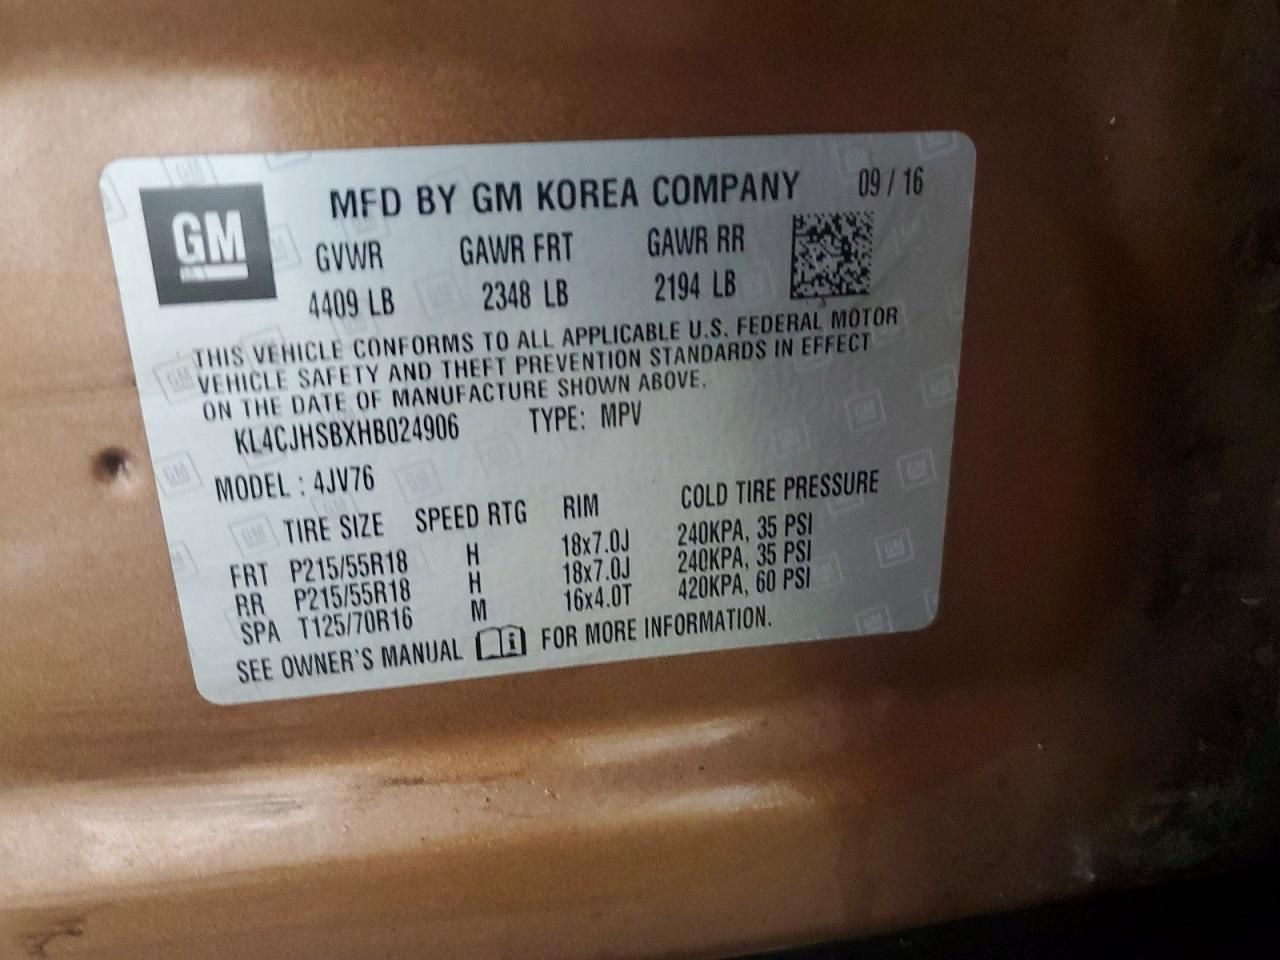 GM
MFD BY GM KOREA COMPANY 09 / 16
GVWR GAWR FRT GAWR RR
4409 LB 2348 LB 2194 LB
THIS VEHICLE CONFORMS TO ALL APPLICABLE U.S. FEDERAL MOTOR
VEHICLE SAFETY AND THEFT PREVENTION STANDARDS IN EFFECT
ON THE DATE OF MANUFACTURE SHOWN ABOVE.
KL4CJHSBXHB024906 TYPE: MPV
MODEL : 4JV76
TIRE SIZE SPEED RTG RIM COLD TIRE PRESSURE
FRT P215/55R18 H 18x7.0J 240KPA, 35 PSI
RR P215/55R18 H 18x7.0J 240KPA, 35 PSI
SPA T125/70R16 M 16x4.0T 420KPA, 60 PSI
SEE OWNER'S MANUAL i FOR MORE INFORMATION.